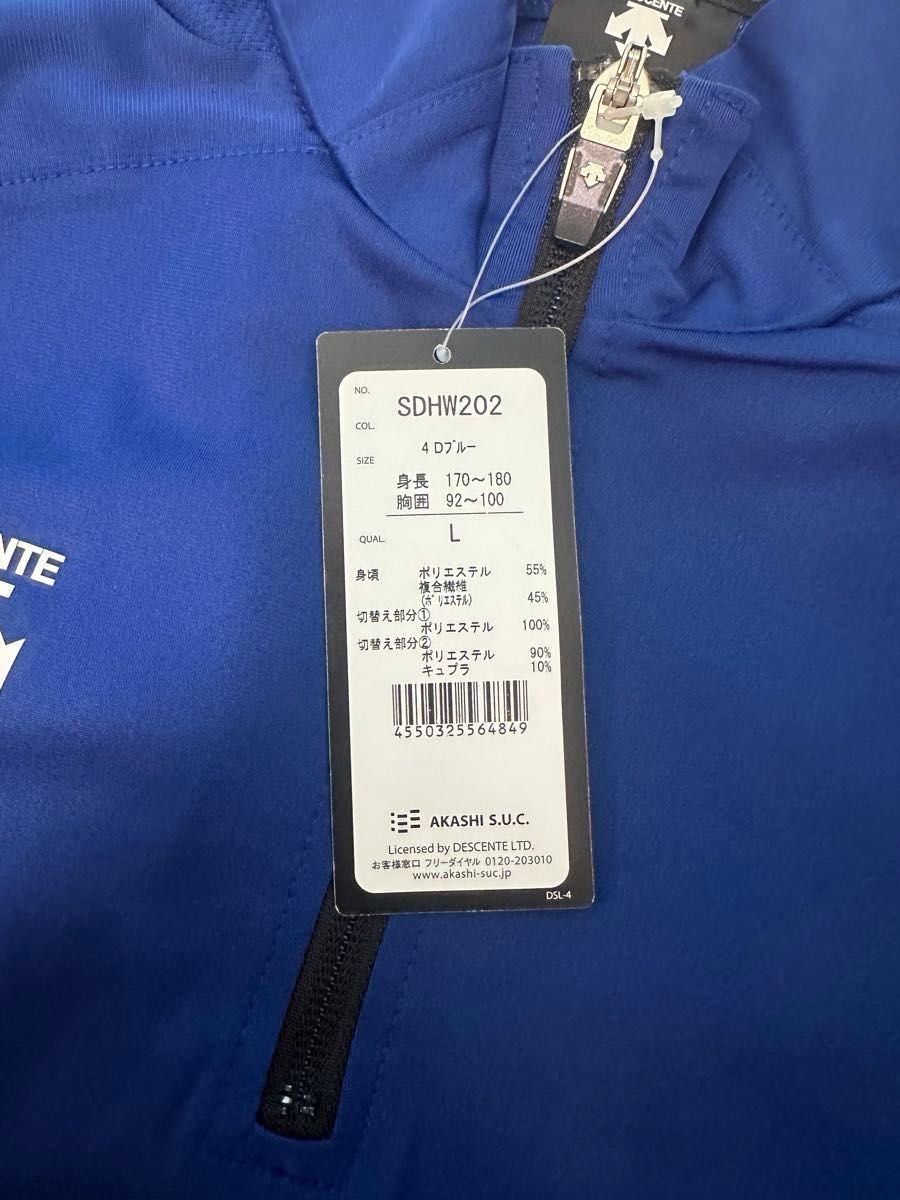 SCENTE
NO.
SDHW202
COL.
4 Dﾌﾞﾙｰ
SIZE
身長 170～180
胸囲 92～100
L
QUAL.
身頃 ポリエステル 55%
複合繊維
(ﾎﾟﾘｴｽﾃﾙ) 45%
切替え部分①
ポリエステル 100%
切替え部分②
ポリエステル 90%
キュプラ 10%
4550325564849
AKASHI S.U.C.
Licensed by DESCENTE LTD.
お客様窓口 フリーダイヤル 0120-203010
www.akashi-suc.jp
DSL-4
NTE